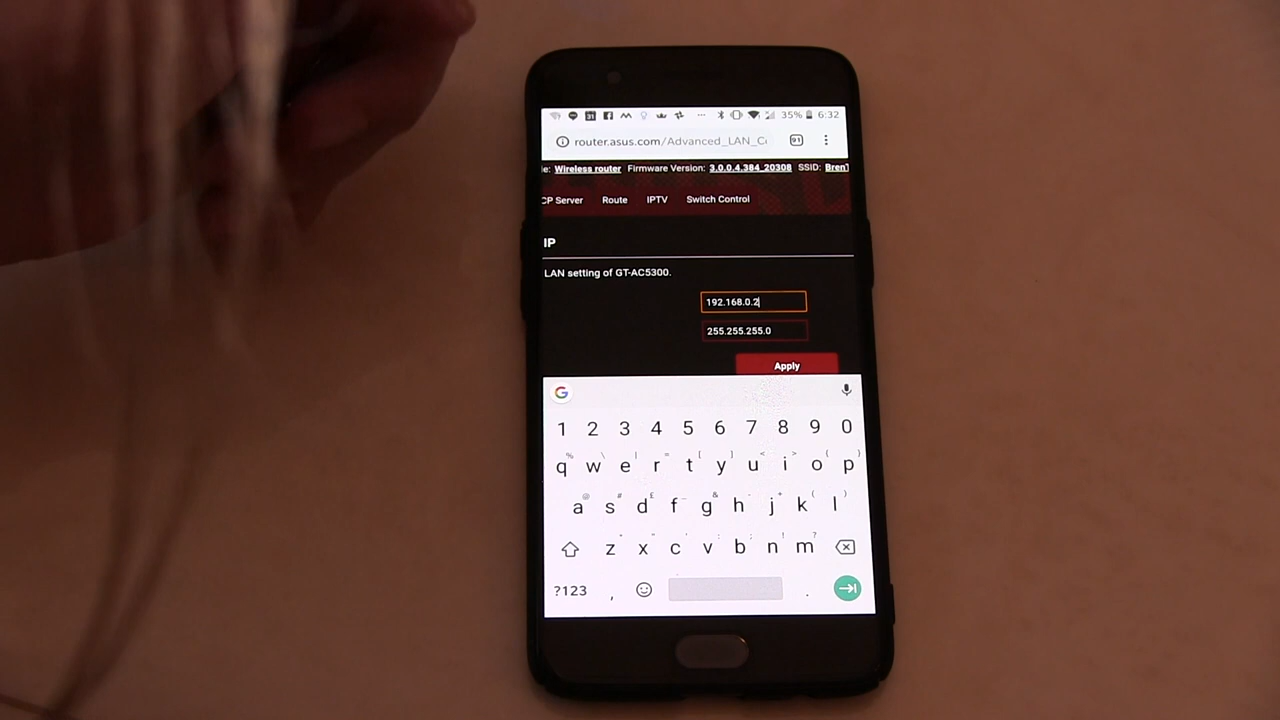 31 35% 6:32
router.asus.com/Advanced_LAN_C 91
e: Wireless router Firmware Version: 3.0.0.4.384_20308 SSID: Bren
CP Server Route IPTV Switch Control
IP
LAN setting of GT-AC5300.
192.168.0.2
255.255.255.0
Apply
G
1 2 3 4 5 6 7 8 9 0
q w e r t y u i o p
a s d f g h j k l
z x c v b n m
?123 , .